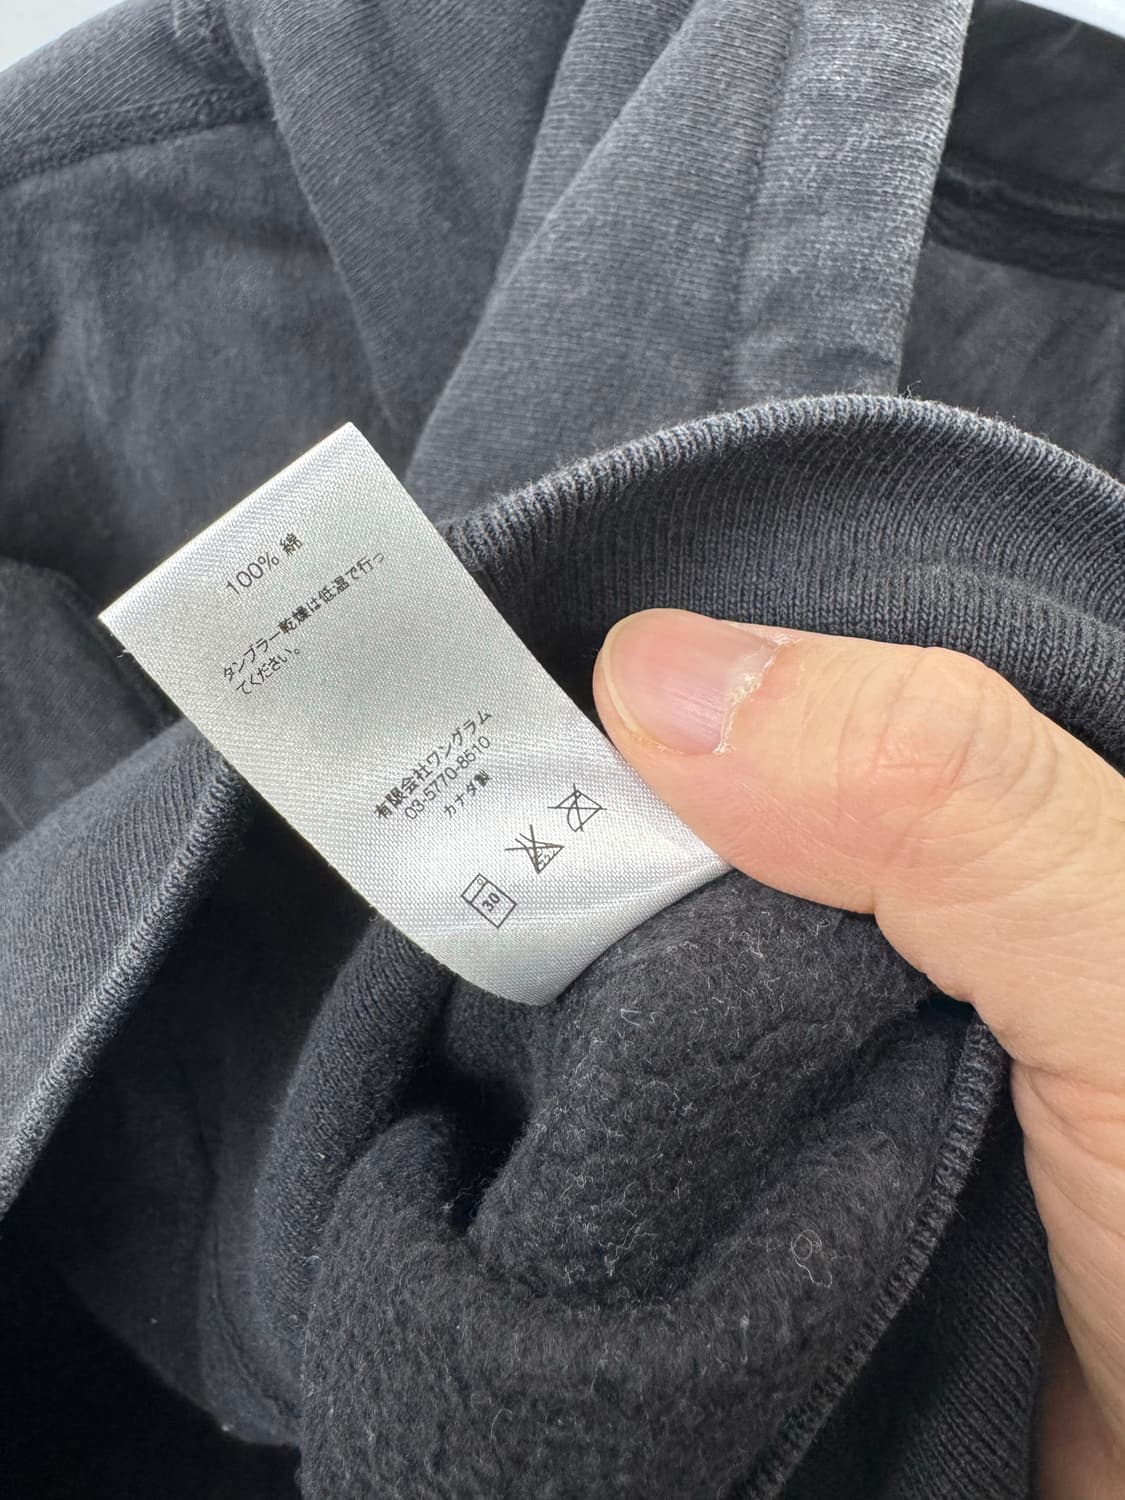 100% 綿
タンブラー乾燥は低温で行っ
てください。
有限会社ワングラム
03-5770-8610
カナダ製
30